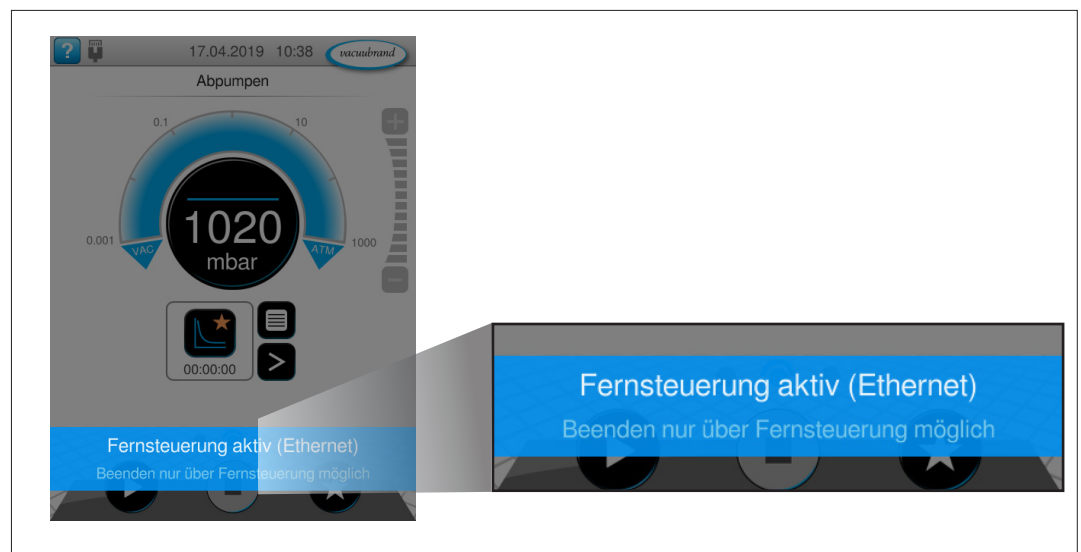 ?
17.04.2019 10:38
vacuubrand
Abpumpen
0.1
10
0.001
VAC
1020
mbar
ATM
1000
00:00:00
Fernsteuerung aktiv (Ethernet)
Beenden nur über Fernsteuerung möglich
Fernsteuerung aktiv (Ethernet)
Beenden nur über Fernsteuerung möglich